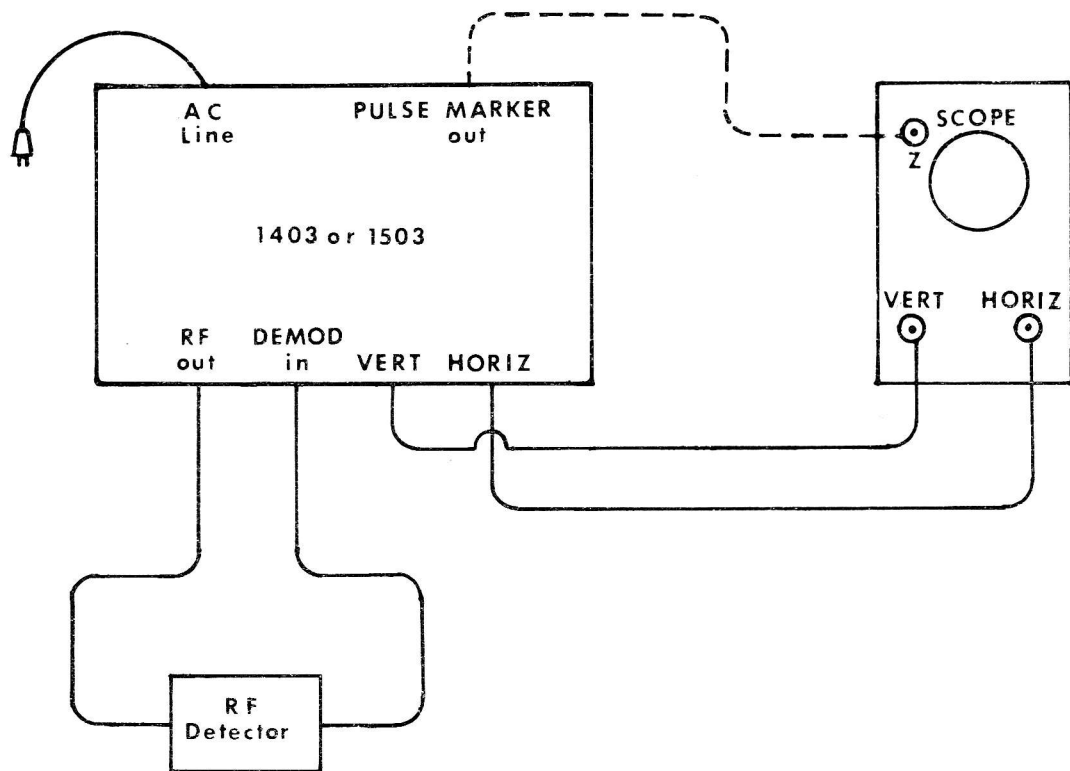 AC
Line
PULSE MARKER
out
SCOPE
Z
1403 or 1503
VERT
HORIZ
RF
out
DEMOD
in
VERT
HORIZ
RF
Detector